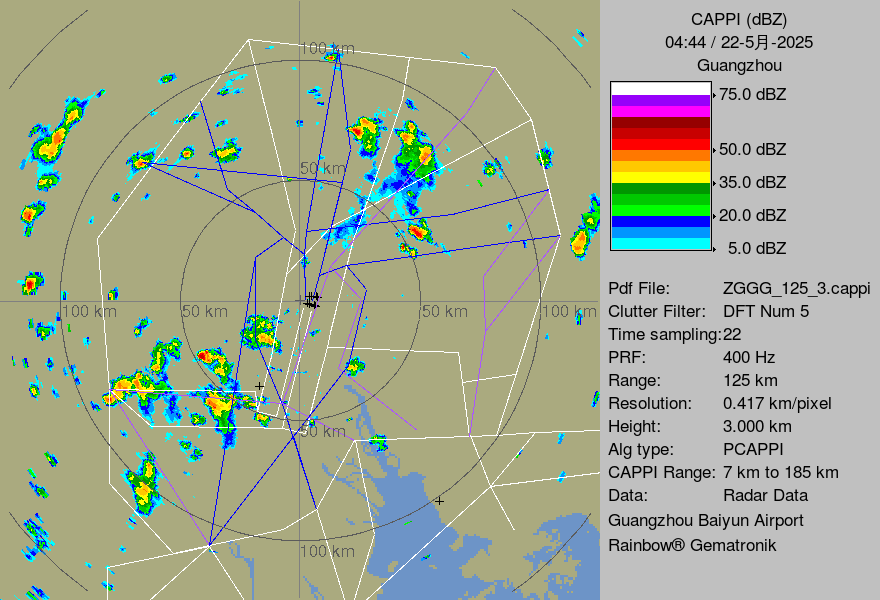 CAPPI (dBZ)
04:44 / 22-5月-2025
Guangzhou
75.0 dBZ
50.0 dBZ
35.0 dBZ
20.0 dBZ
5.0 dBZ
Pdf File: ZGGG_125_3.cappi
Clutter Filter: DFT Num 5
Time sampling:22
PRF: 400 Hz
Range: 125 km
Resolution: 0.417 km/pixel
Height: 3.000 km
Alg type: PCAPPI
CAPPI Range: 7 km to 185 km
Data: Radar Data
Guangzhou Baiyun Airport
Rainbow® Gematronik
100 km
50 km
100 km
50 km
50 km
100 km
50 km
100 km